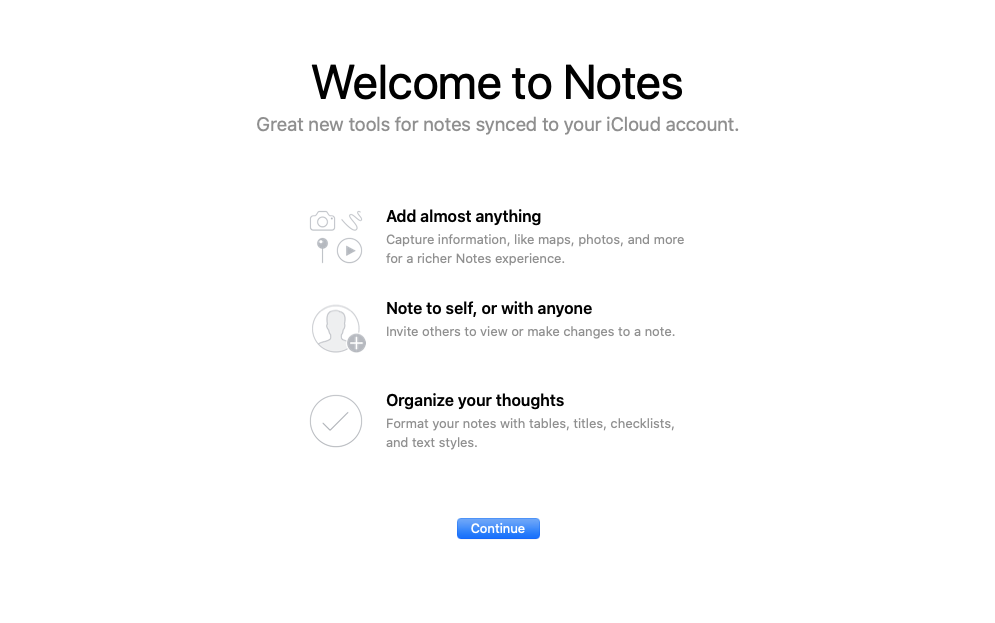 Welcome to Notes
Great new tools for notes synced to your iCloud account.
Add almost anything
Capture information, like maps, photos, and more
for a richer Notes experience.
Note to self, or with anyone
Invite others to view or make changes to a note.
Organize your thoughts
Format your notes with tables, titles, checklists,
and text styles.
Continue